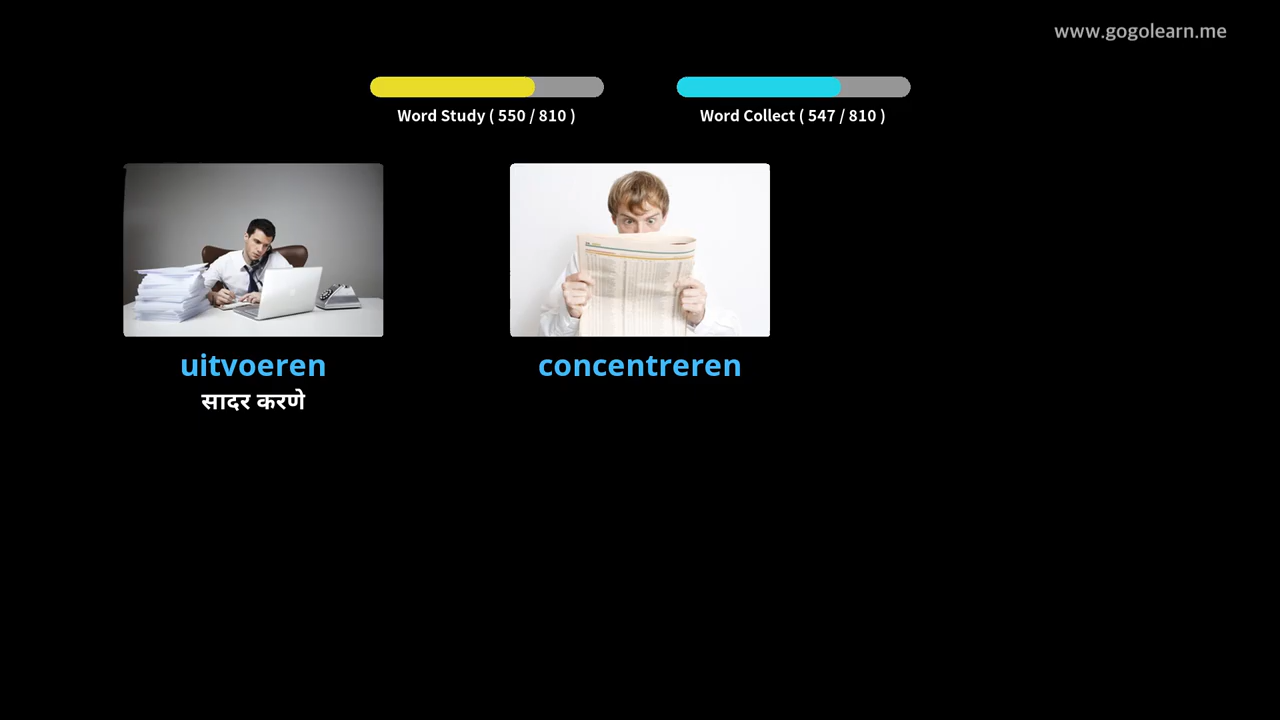 www.gogolearn.me
Word Study ( 550 / 810 )
Word Collect ( 547 / 810 )
uitvoeren
concentreren
सादर करणे